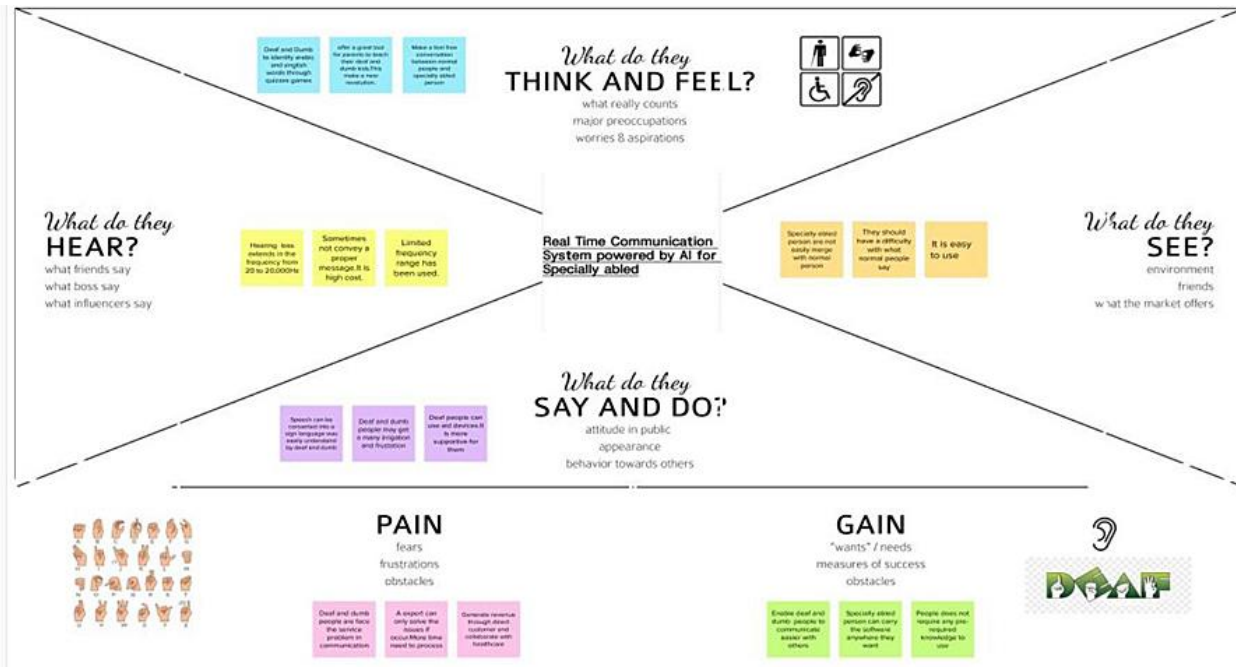 What do they
THINK AND FEEL?
what really counts
major preoccupations
worries 8 aspirations
Deaf and Dumb
to identify arabic
and english
words through
quizzes games
offer a great tool
for parents to teach
their deaf and
dumb kids.This
make a new
revolution.
Make a text free
conversation
between normal
people and
specially abled
person
What do they
HEAR?
what friends say
what boss say
what influencers say
Hearing loss
extends in the
frequency from
20 to 20,000Hz
Sometimes
not convey a
proper
message.It is
high cost.
Limited
frequency
range has
been used.
Real Time Communication
System powered by AI for
Specially abled
Specially abled
person are not
easily merge
with normal
person
They should
have a difficulty
with what
normal people
say
It is easy
to use
What do they
SEE?
environment
friends
what the market offers
What do they
SAY AND DO?
attitude in public
appearance
behavior towards others
Speech can be
converted into a
sign language was
easily understand
by deaf and dumb
Deaf and dumb
people may get
a many irrigation
and frustation
Deaf people can
use aid devices.It
is more
supportive for
them
PAIN
fears
frustrations
obstacles
Deaf and dumb
people are face
the service
problem in
communication
A expert can
only solve the
issues if
occur.More time
need to process
Generate revenue
through direct
customer and
collaborate with
healthcare
GAIN
"wants" / needs
measures of success
obstacles
Enable deaf and
dumb people to
communicate
easier with
others
Specially abled
person can carry
the software
anywhere they
want
People does not
require any pre-
required
knowledge to
use
DEAF